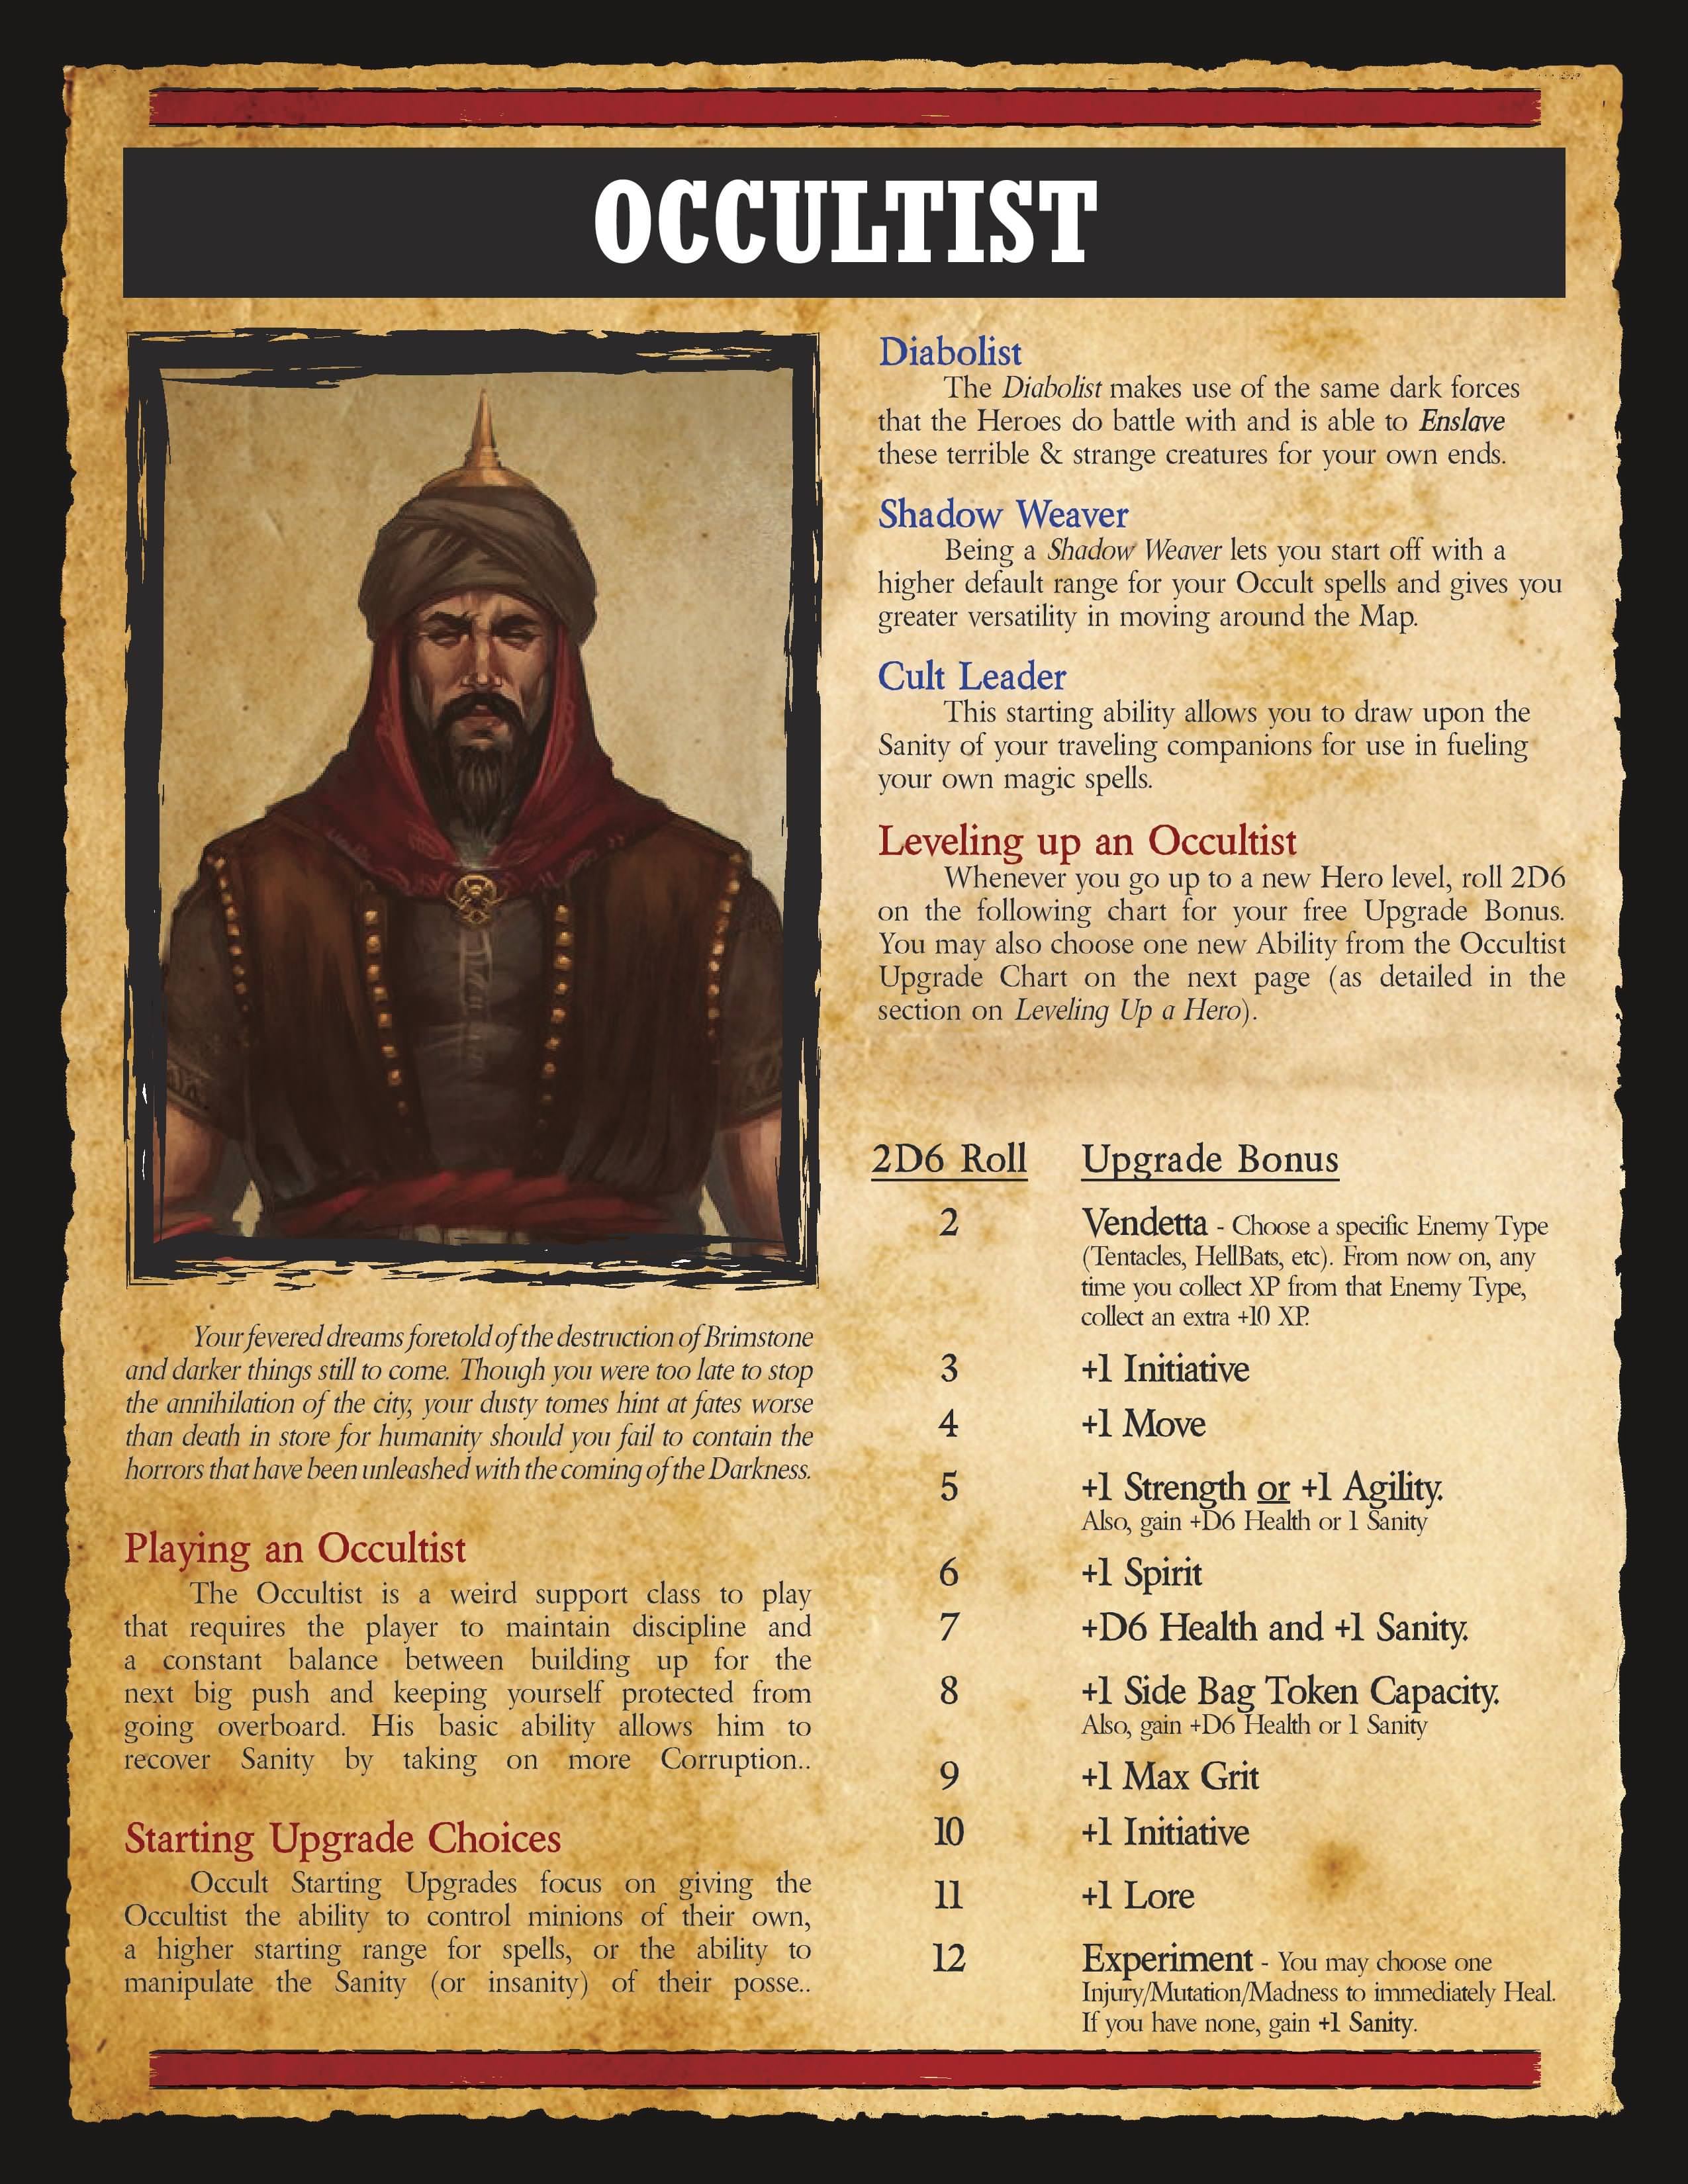 OCCULTIST
Your fevered dreams foretold of the destruction of Brimstone
and darker things still to come. Though you were too late to stop
the annihilation of the city, your dusty tomes hint at fates worse
than death in store for humanity should you fail to contain the
horrors that have been unleashed with the coming of the Darkness.
Playing an Occultist
The Occultist is a weird support class to play
that requires the player to maintain discipline and
a constant balance between building up for the
next big push and keeping yourself protected from
going overboard. His basic ability allows him to
recover Sanity by taking on more Corruption..
Starting Upgrade Choices
Occult Starting Upgrades focus on giving the
Occultist the ability to control minions of their own,
a higher starting range for spells, or the ability to
manipulate the Sanity (or insanity) of their posse..
Diabolist
The Diabolist makes use of the same dark forces
that the Heroes do battle with and is able to Enslave
these terrible & strange creatures for your own ends.
Shadow Weaver
Being a Shadow Weaver lets you start off with a
higher default range for your Occult spells and gives you
greater versatility in moving around the Map.
Cult Leader
This starting ability allows you to draw upon the
Sanity of your traveling companions for use in fueling
your own magic spells.
Leveling up an Occultist
Whenever you go up to a new Hero level, roll 2D6
on the following chart for your free Upgrade Bonus.
You may also choose one new Ability from the Occultist
Upgrade Chart on the next page (as detailed in the
section on Leveling Up a Hero).
2D6 Roll Upgrade Bonus
2 Vendetta - Choose a specific Enemy Type
(Tentacles, HellBats, etc). From now on, any
time you collect XP from that Enemy Type,
collect an extra +10 XP.
3 +1 Initiative
4 +1 Move
5 +1 Strength or +1 Agility.
Also, gain +D6 Health or 1 Sanity
6 +1 Spirit
7 +D6 Health and +1 Sanity.
8 +1 Side Bag Token Capacity.
Also, gain +D6 Health or 1 Sanity
9 +1 Max Grit
10 +1 Initiative
11 +1 Lore
12 Experiment - You may choose one
Injury/Mutation/Madness to immediately Heal.
If you have none, gain +1 Sanity.